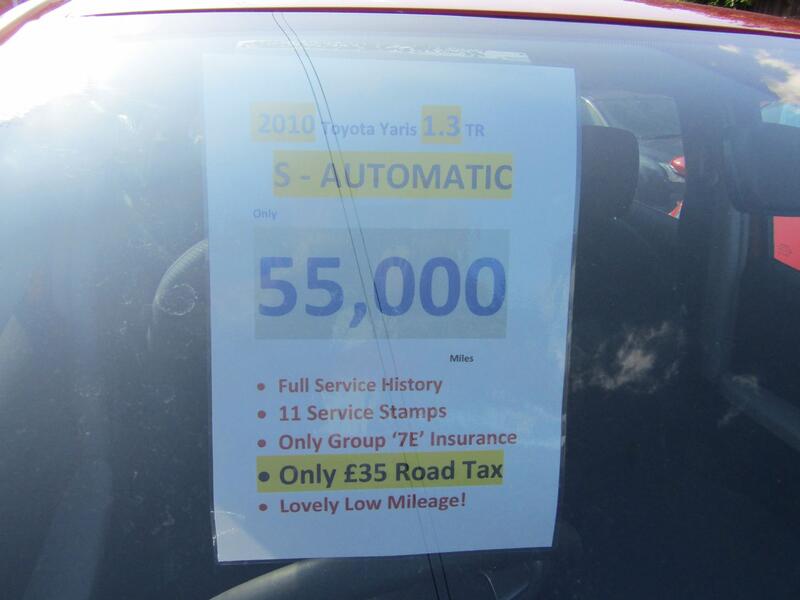 2010 Toyota Yaris 1.3 TR
S - AUTOMATIC
Only
55,000
Miles
• Full Service History
• 11 Service Stamps
• Only Group ‘7E’ Insurance
• Only £35 Road Tax
• Lovely Low Mileage!